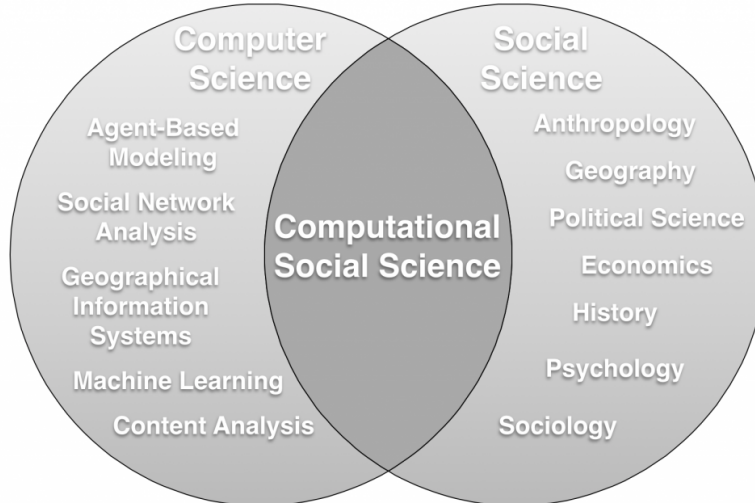 Computer
Science
Agent-Based
Modeling
Social Network
Analysis
Geographical
Information
Systems
Machine Learning
Content Analysis
Computational
Social Science
Social
Science
Anthropology
Geography
Political Science
Economics
History
Psychology
Sociology